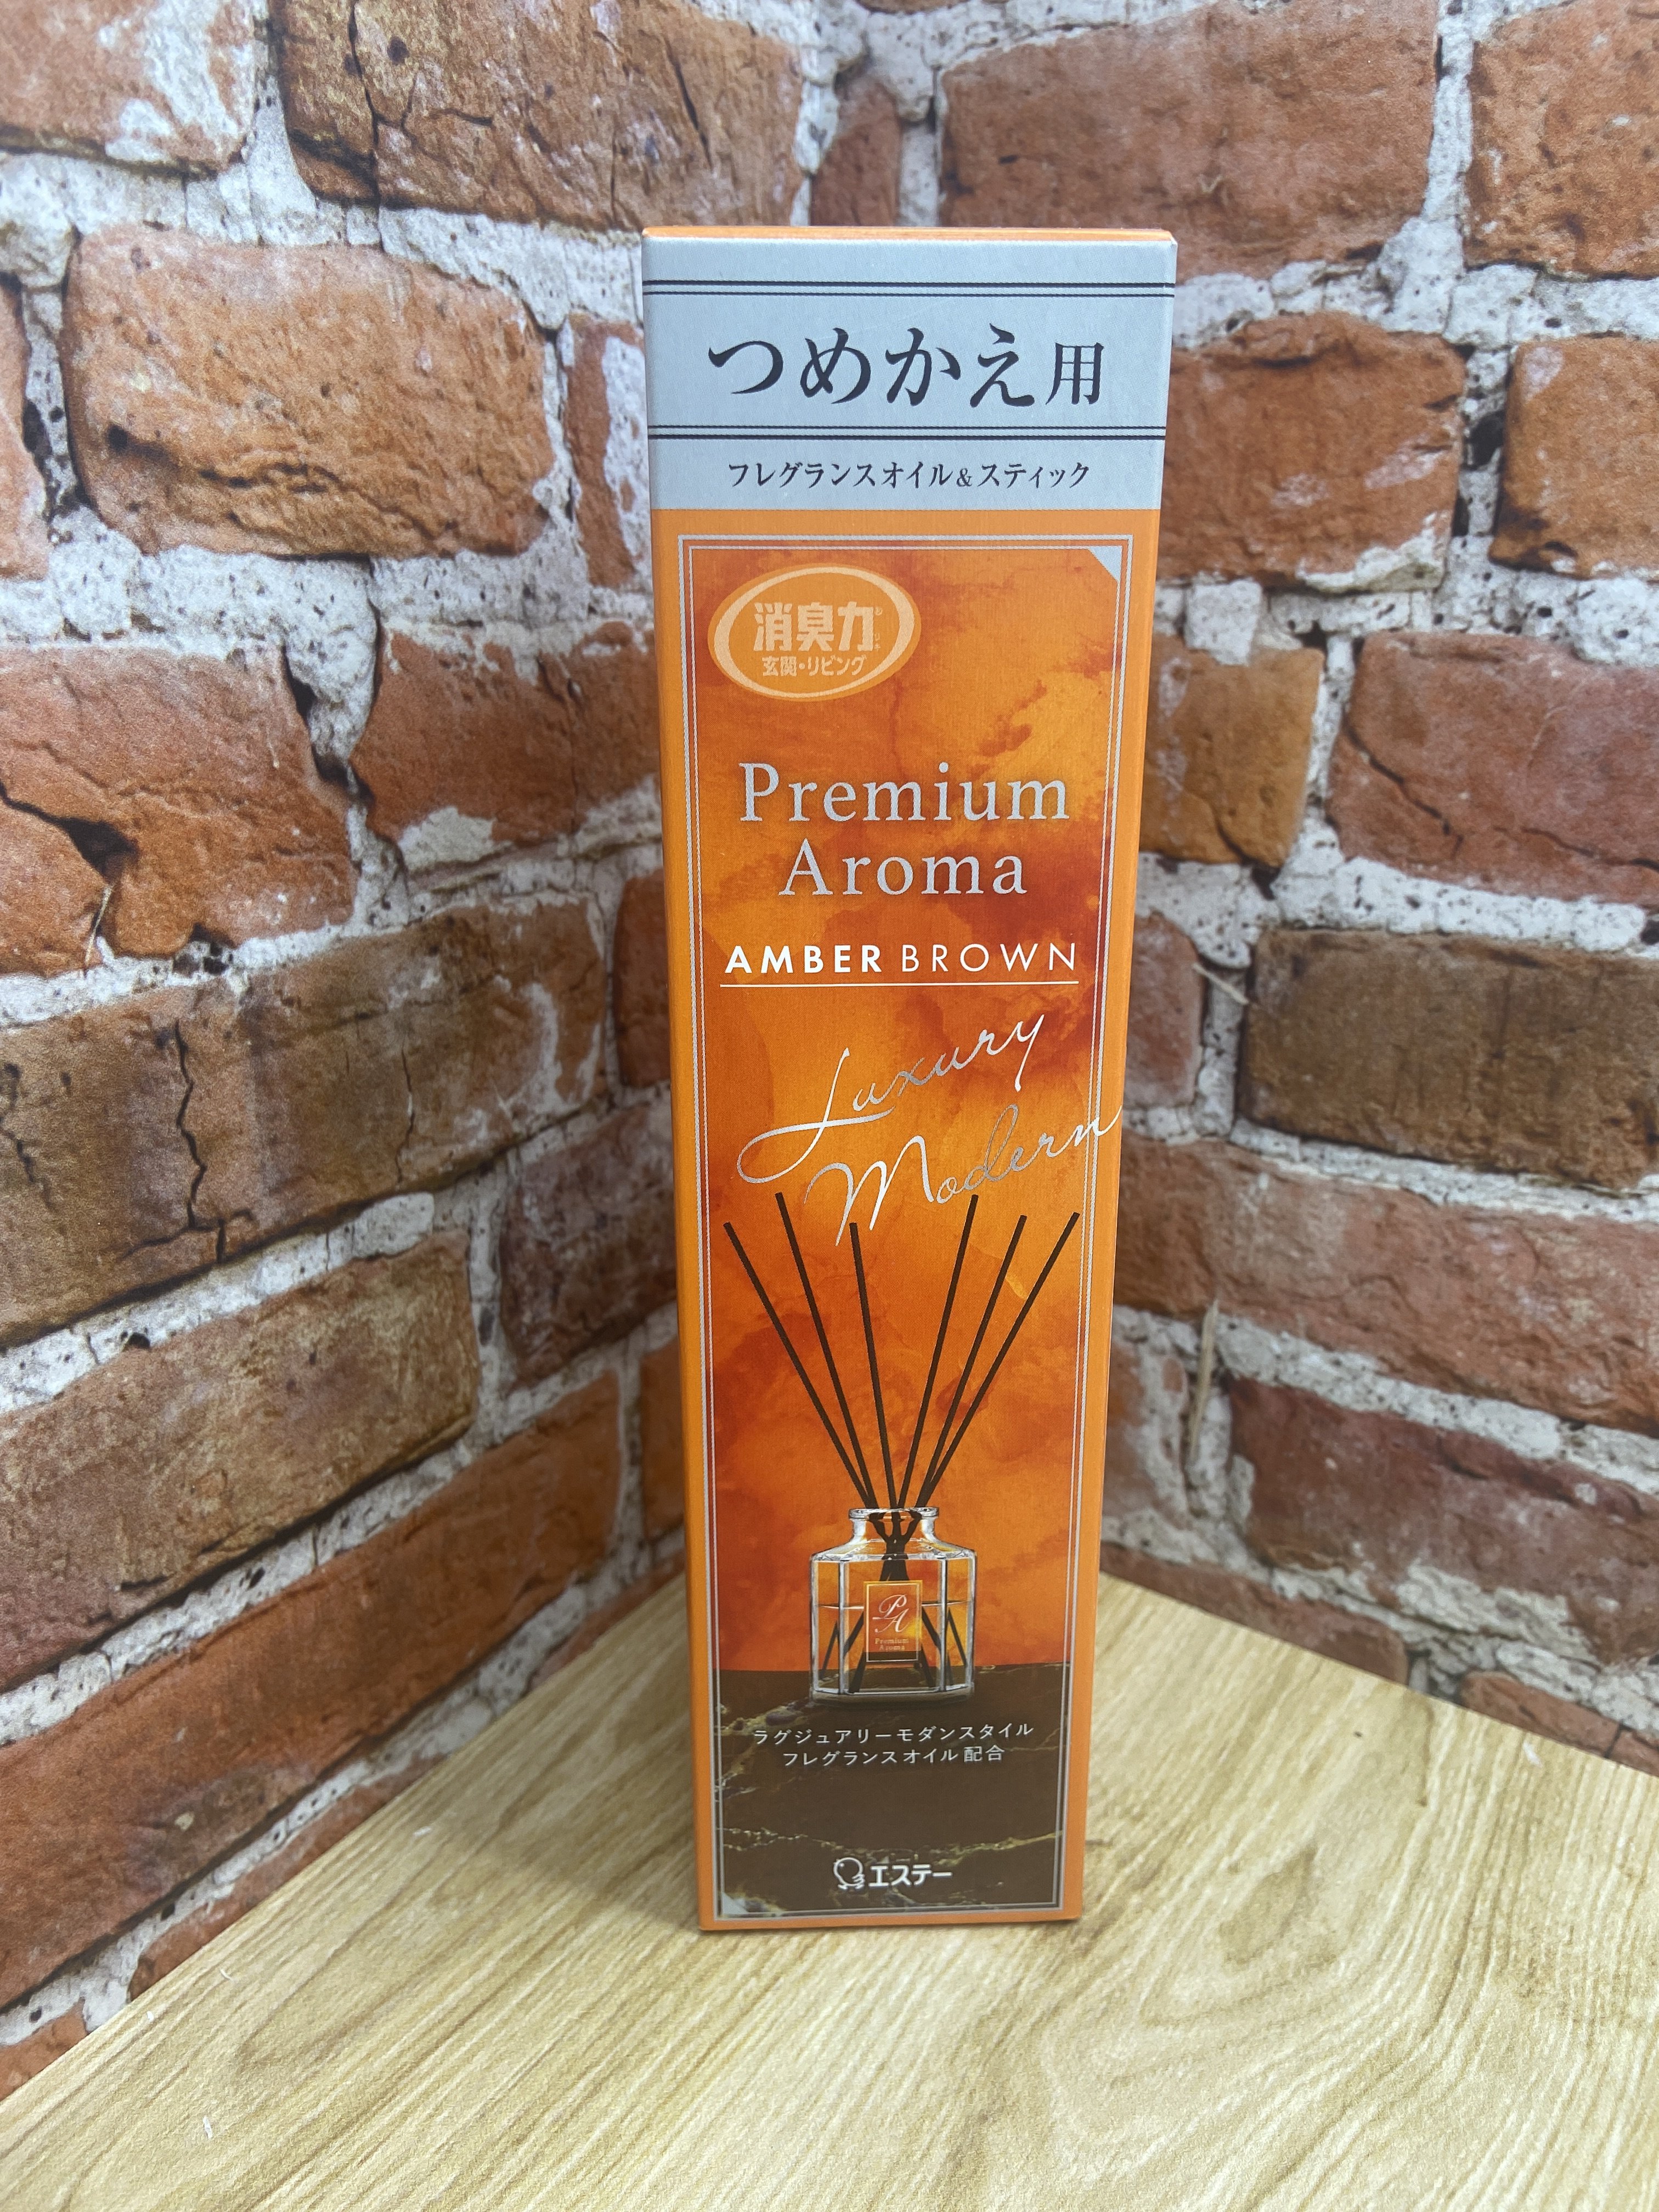 つめかえ用
フレグランスオイル&スティック
消臭力
玄関・リビング
Premium
Aroma
AMBER BROWN
Luxury
Modern
PA
Premium
Aroma
ラグジュアリーモダンスタイル
フレグランスオイル配合
エステー